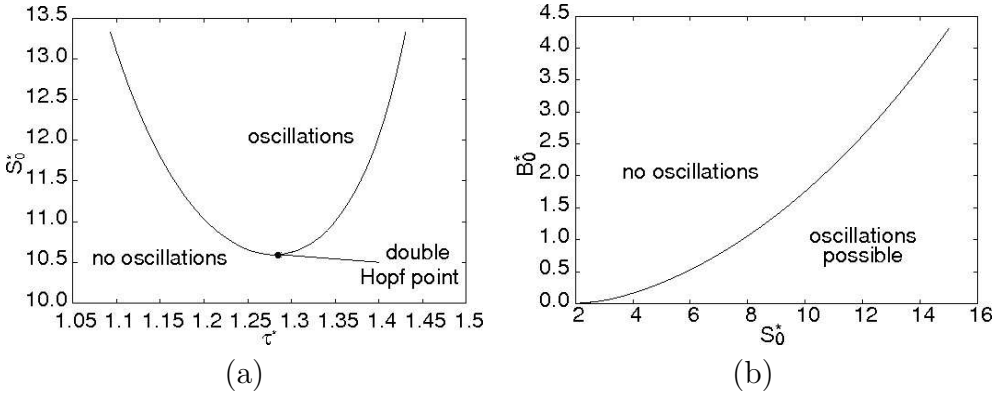 13.5
13.0
12.5
12.0
11.5
11.0
10.5
10.0
S*0
oscillations
no oscillations
double
Hopf point
1.05 1.1 1.15 1.2 1.25 1.3 1.35 1.4 1.45 1.5
τ*
(a)
4.5
4.0
3.5
3.0
2.5
2.0
1.5
1.0
0.5
0.0
B*0
no oscillations
oscillations
possible
2 4 6 8 10 12 14 16
S*0
(b)